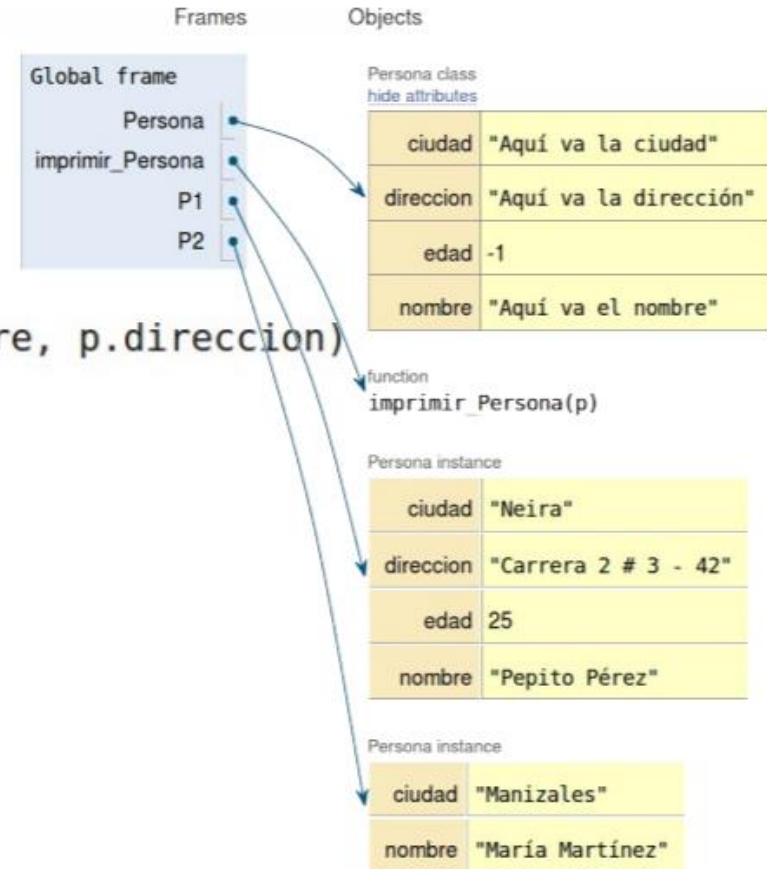 Frames Objects
Global frame
Persona
imprimir_Persona
P1
P2
Persona class
hide attributes
ciudad "Aquí va la ciudad"
direccion "Aquí va la dirección"
edad -1
nombre "Aquí va el nombre"
re, p.direccion)
function
imprimir_Persona(p)
Persona instance
ciudad "Neira"
direccion "Carrera 2 # 3 - 42"
edad 25
nombre "Pepito Pérez"
Persona instance
ciudad "Manizales"
nombre "María Martínez"